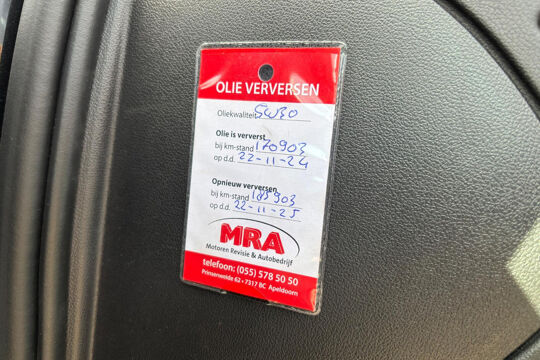 OLIE VERVERSEN
Oliekwaliteit 5W30
Olie is ververst
bij km-stand 170903
op d.d. 22-11-24
Opnieuw verversen
bij km-stand 185903
op d.d. 22-11-25
MRA
Motoren Revisie & Autobedrijf
telefoon: (055) 578 50 50
Prinsenweide 62 • 7317 BC Apeldoorn